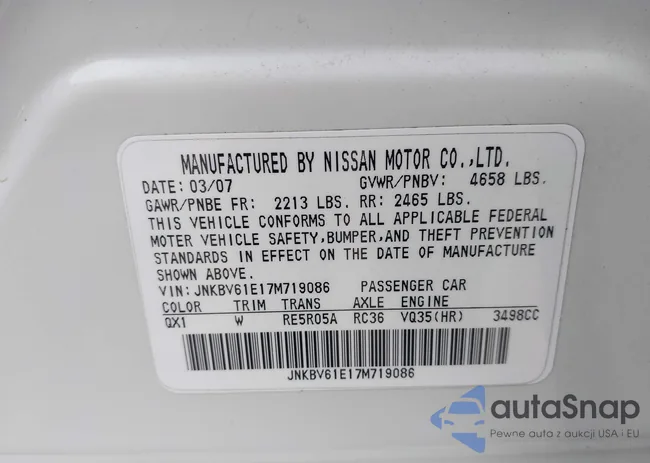 MANUFACTURED BY NISSAN MOTOR CO.,LTD.
DATE: 03/07 GVWR/PNBV: 4658 LBS.
GAWR/PNBE FR: 2213 LBS. RR: 2465 LBS.
THIS VEHICLE CONFORMS TO ALL APPLICABLE FEDERAL
MOTER VEHICLE SAFETY,BUMPER,AND THEFT PREVENTION
STANDARDS IN EFFECT ON THE DATE OF MANUFACTURE
SHOWN ABOVE.
VIN: JNKBV61E17M719086 PASSENGER CAR
COLOR TRIM TRANS AXLE ENGINE
QX1 W RE5R05A RC36 VQ35(HR) 3498CC
JNKBV61E17M719086
autaSnap
Pewne auta z aukcji USA i EU